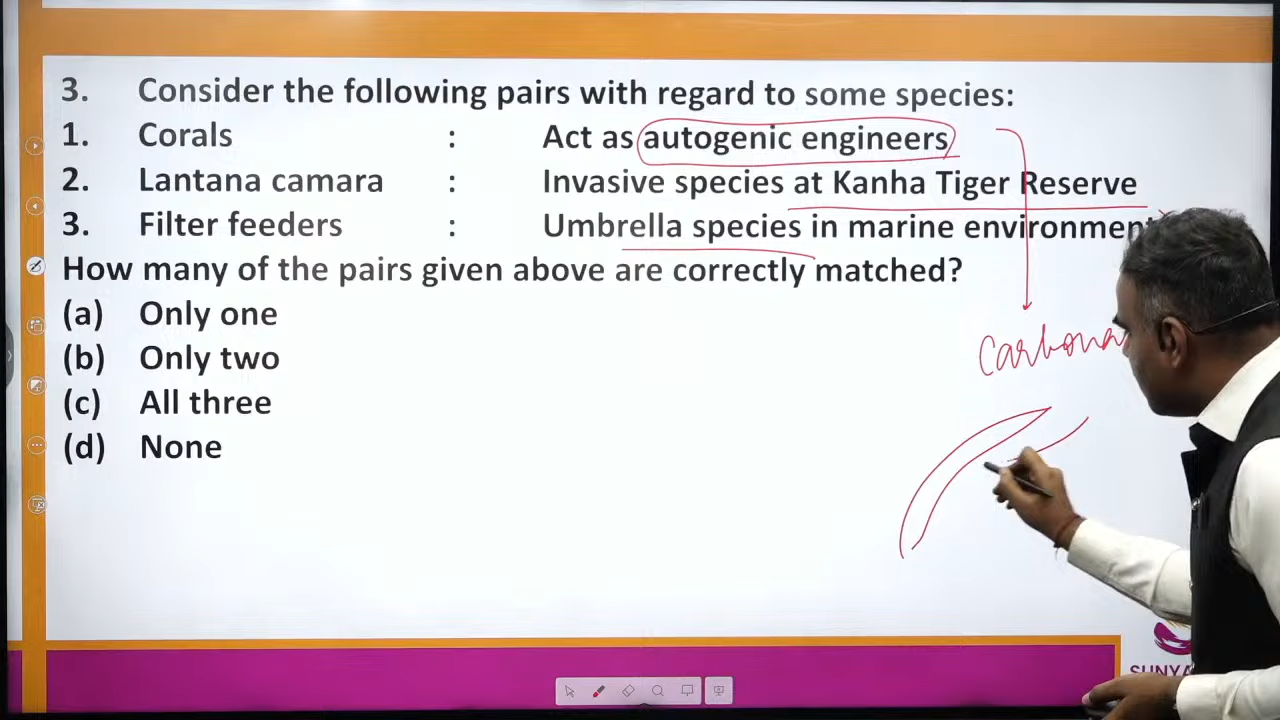 3. Consider the following pairs with regard to some species:
1. Corals : Act as autogenic engineers
2. Lantana camara : Invasive species at Kanha Tiger Reserve
3. Filter feeders : Umbrella species in marine environment
How many of the pairs given above are correctly matched?
(a) Only one
(b) Only two
(c) All three
(d) None
Carbona
SUNYA